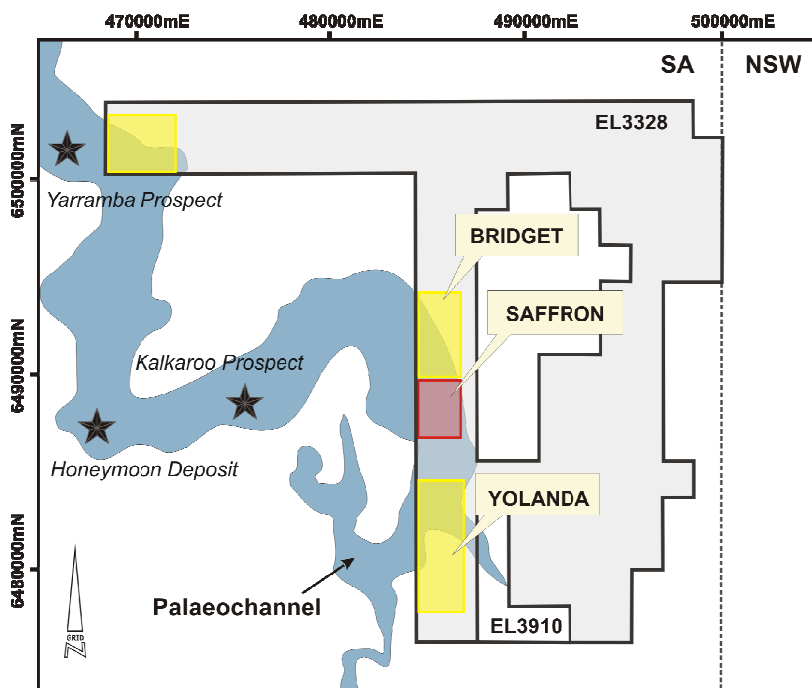 470000mE 480000mE 490000mE 500000mE
SA NSW
EL3328
6500000mN
Yarramba Prospect
BRIDGET
SAFFRON
Kalkaroo Prospect
6490000mN
Honeymoon Deposit
YOLANDA
6480000mN
Palaeochannel
EL3910
GRID
N